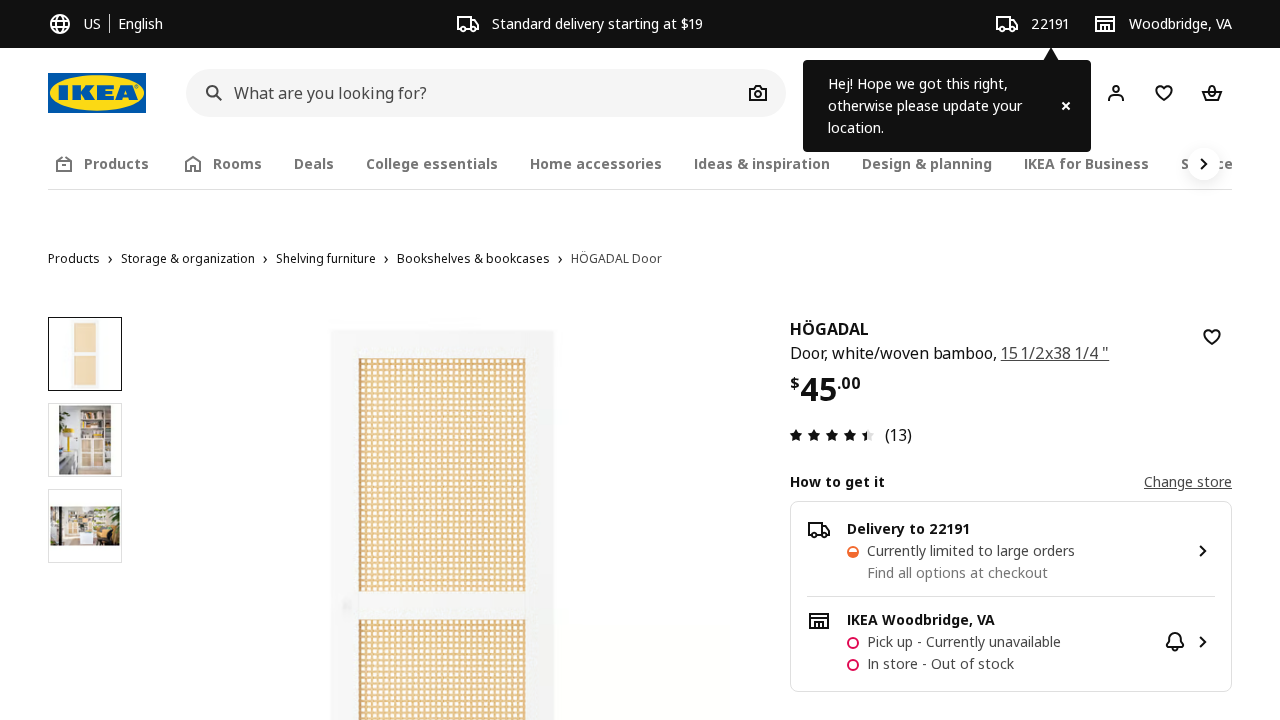 US English
Standard delivery starting at $19
22191
Woodbridge, VA
IKEA
What are you looking for?
Hej! Hope we got this right,
otherwise please update your
location.
Products
Rooms
Deals
College essentials
Home accessories
Ideas & inspiration
Design & planning
IKEA for Business
Products › Storage & organization › Shelving furniture › Bookshelves & bookcases › HÖGADAL Door
HÖGADAL
Door, white/woven bamboo, 15 1/2x38 1/4 "
$45.00
(13)
How to get it
Change store
Delivery to 22191
Currently limited to large orders
Find all options at checkout
IKEA Woodbridge, VA
Pick up - Currently unavailable
In store - Out of stock